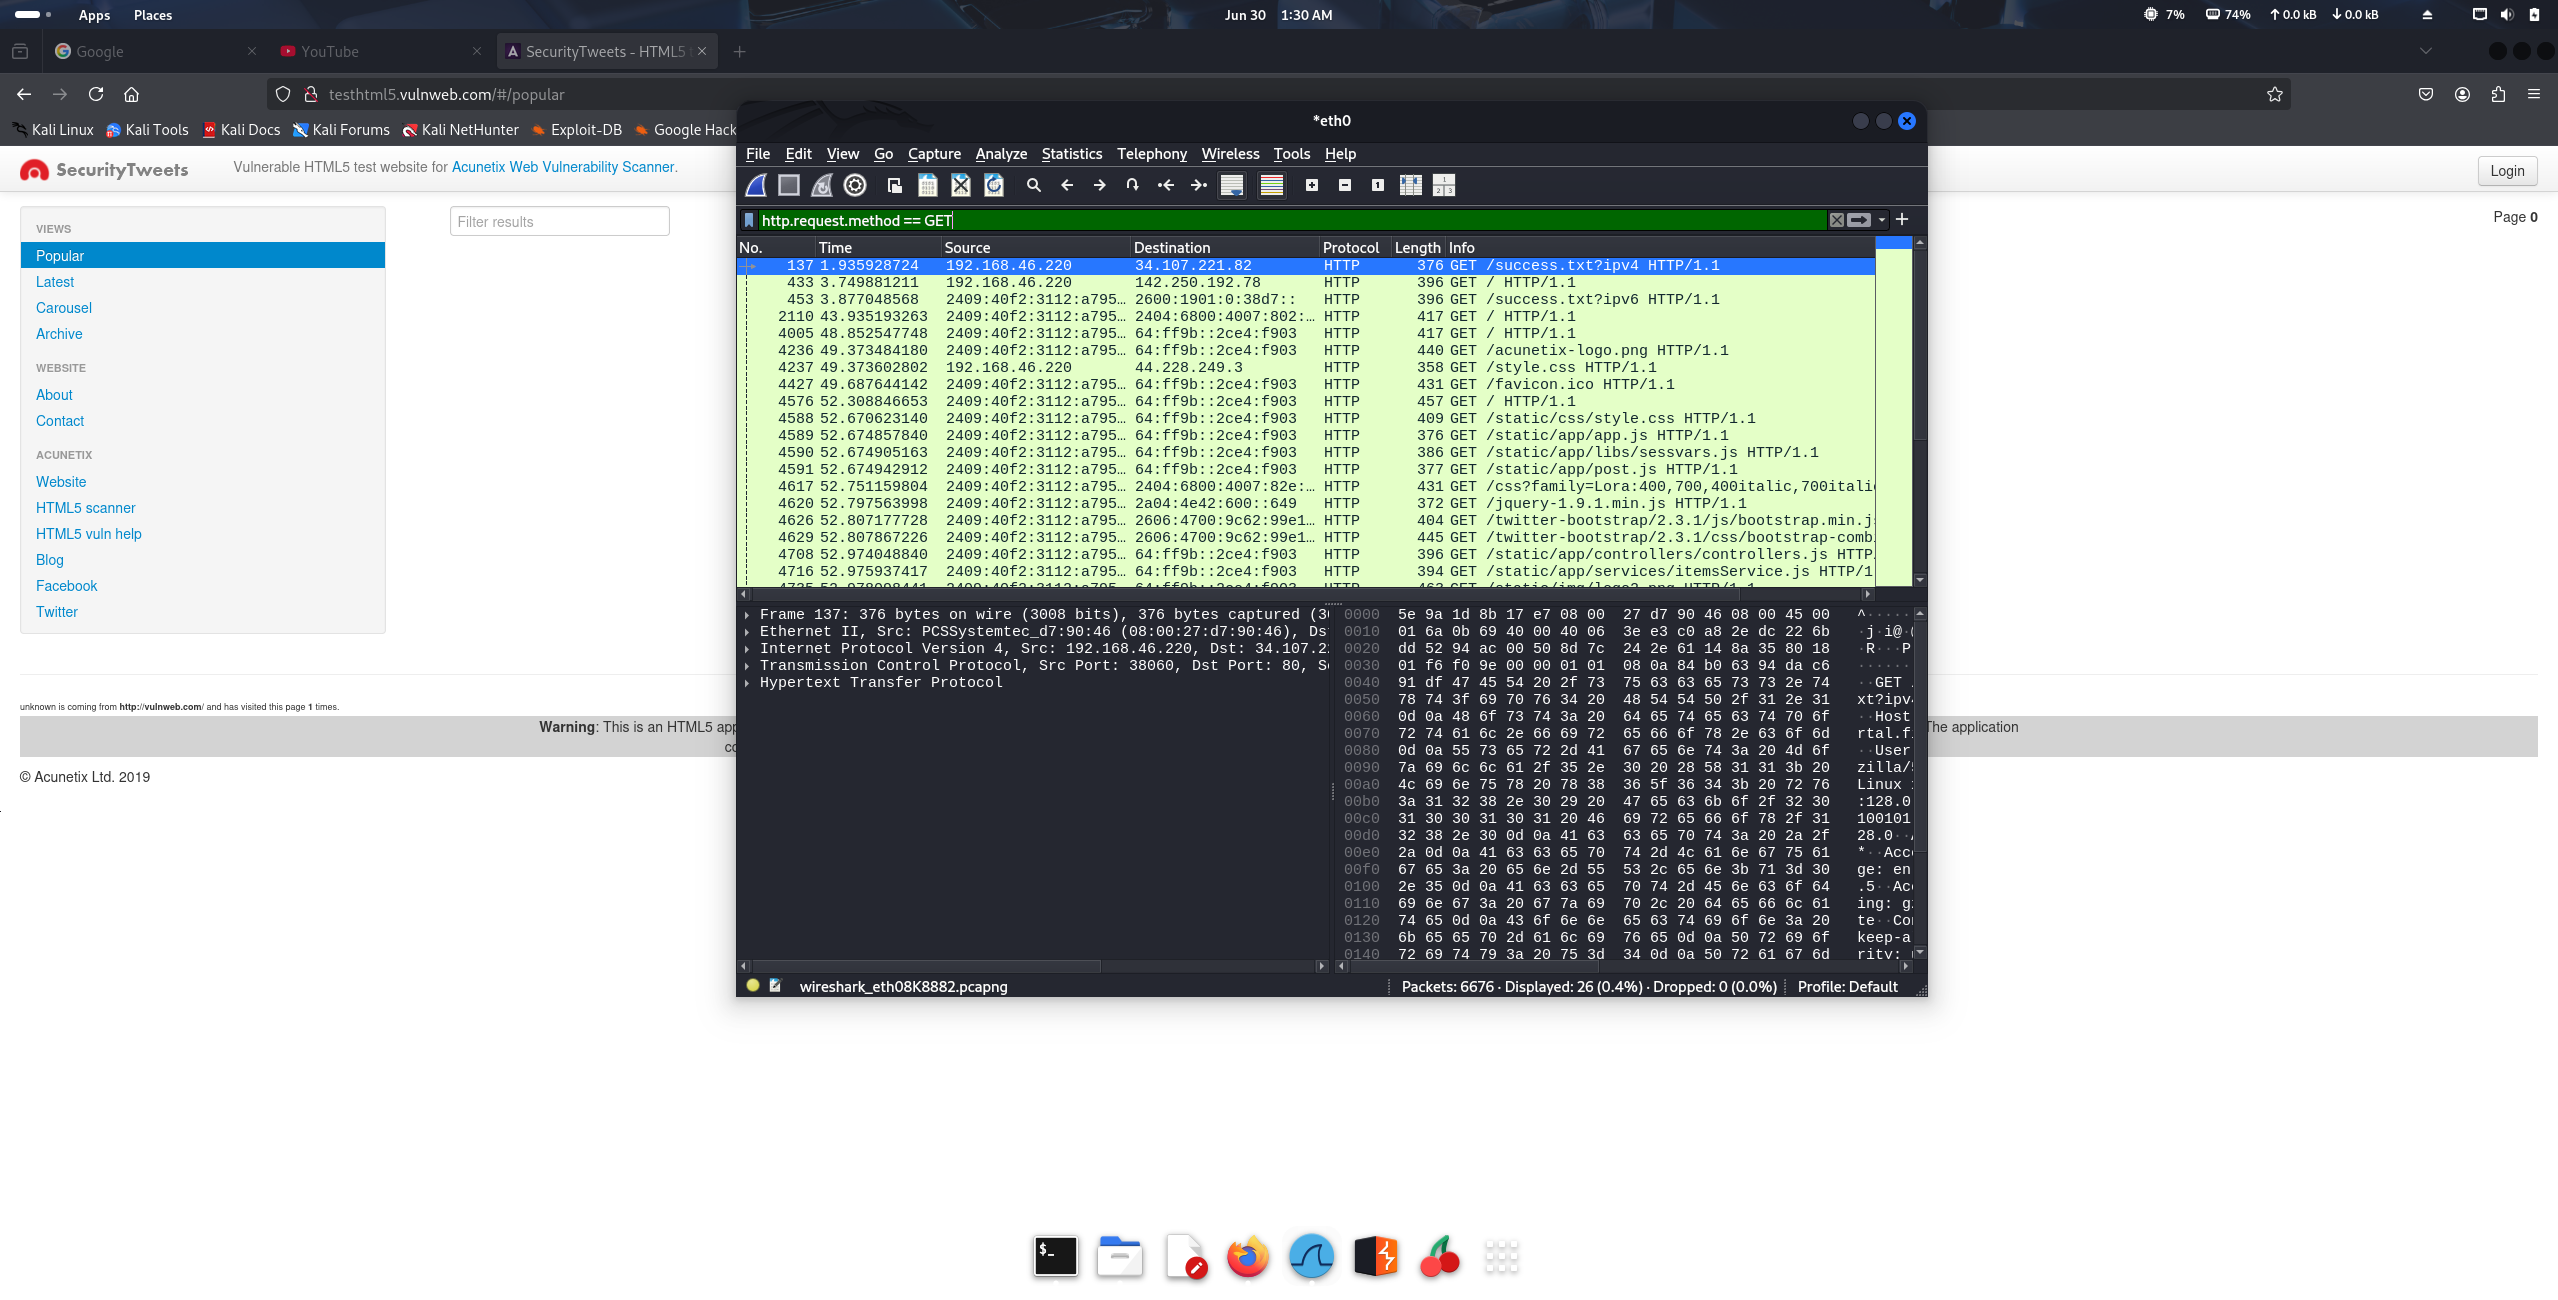 Apps Places
Jun 30 1:30 AM
7% 74% 0.0 kB 0.0 kB
Google
YouTube
SecurityTweets - HTML5
testhtml5.vulnweb.com/#/popular
Kali Linux Kali Tools Kali Docs Kali Forums Kali NetHunter Exploit-DB Google Hack
SecurityTweets
Vulnerable HTML5 test website for Acunetix Web Vulnerability Scanner.
Login
VIEWS
Popular
Latest
Carousel
Archive
WEBSITE
About
Contact
ACUNETIX
Website
HTML5 scanner
HTML5 vuln help
Blog
Facebook
Twitter
Filter results
Page 0
unknown is coming from http://vulnweb.com/ and has visited this page 1 times.
Warning: This is an HTML5 app
The application
© Acunetix Ltd. 2019
*eth0
File Edit View Go Capture Analyze Statistics Telephony Wireless Tools Help
http.request.method == GET
No. Time Source Destination Protocol Length Info
137 1.935928724 192.168.46.220 34.107.221.82 HTTP 376 GET /success.txt?ipv4 HTTP/1.1
433 3.749881211 192.168.46.220 142.250.192.78 HTTP 396 GET / HTTP/1.1
453 3.877048568 2409:40f2:3112:a795… 2600:1901:0:38d7:: HTTP 396 GET /success.txt?ipv6 HTTP/1.1
2110 43.935193263 2409:40f2:3112:a795… 2404:6800:4007:802:… HTTP 417 GET / HTTP/1.1
4005 48.852547748 2409:40f2:3112:a795… 64:ff9b::2ce4:f903 HTTP 417 GET / HTTP/1.1
4236 49.373484180 2409:40f2:3112:a795… 64:ff9b::2ce4:f903 HTTP 440 GET /acunetix-logo.png HTTP/1.1
4237 49.373602802 192.168.46.220 44.228.249.3 HTTP 358 GET /style.css HTTP/1.1
4427 49.687644142 2409:40f2:3112:a795… 64:ff9b::2ce4:f903 HTTP 431 GET /favicon.ico HTTP/1.1
4576 52.308846653 2409:40f2:3112:a795… 64:ff9b::2ce4:f903 HTTP 457 GET / HTTP/1.1
4588 52.670623140 2409:40f2:3112:a795… 64:ff9b::2ce4:f903 HTTP 409 GET /static/css/style.css HTTP/1.1
4589 52.674857840 2409:40f2:3112:a795… 64:ff9b::2ce4:f903 HTTP 376 GET /static/app/app.js HTTP/1.1
4590 52.674905163 2409:40f2:3112:a795… 64:ff9b::2ce4:f903 HTTP 386 GET /static/app/libs/sessvars.js HTTP/1.1
4591 52.674942912 2409:40f2:3112:a795… 64:ff9b::2ce4:f903 HTTP 377 GET /static/app/post.js HTTP/1.1
4617 52.751159804 2409:40f2:3112:a795… 2404:6800:4007:82e:… HTTP 431 GET /css?family=Lora:400,700,400italic,700itali
4620 52.797563998 2409:40f2:3112:a795… 2a04:4e42:600::649 HTTP 372 GET /jquery-1.9.1.min.js HTTP/1.1
4626 52.807177728 2409:40f2:3112:a795… 2606:4700:9c62:99e1… HTTP 404 GET /twitter-bootstrap/2.3.1/js/bootstrap.min.j
4629 52.807867226 2409:40f2:3112:a795… 2606:4700:9c62:99e1… HTTP 445 GET /twitter-bootstrap/2.3.1/css/bootstrap-comb
4708 52.974048840 2409:40f2:3112:a795… 64:ff9b::2ce4:f903 HTTP 396 GET /static/app/controllers/controllers.js HTTP
4716 52.975937417 2409:40f2:3112:a795… 64:ff9b::2ce4:f903 HTTP 394 GET /static/app/services/itemsService.js HTTP/1
Frame 137: 376 bytes on wire (3008 bits), 376 bytes captured (3
Ethernet II, Src: PCSSystemtec_d7:90:46 (08:00:27:d7:90:46), Ds
Internet Protocol Version 4, Src: 192.168.46.220, Dst: 34.107.2
Transmission Control Protocol, Src Port: 38060, Dst Port: 80, S
Hypertext Transfer Protocol
0000 5e 9a 1d 8b 17 e7 08 00 27 d7 90 46 08 00 45 00 ^·····
0010 01 6a 0b 69 40 00 40 06 3e e3 c0 a8 2e dc 22 6b ·j·i@·
0020 dd 52 94 ac 00 50 8d 7c 24 2e 61 14 8a 35 80 18 ·R···P
0030 01 f6 f0 9e 00 00 01 01 08 0a 84 b0 63 94 da c6 ······
0040 91 df 47 45 54 20 2f 73 75 63 63 65 73 73 2e 74 ··GET
0050 78 74 3f 69 70 76 34 20 48 54 54 50 2f 31 2e 31 xt?ipv
0060 0d 0a 48 6f 73 74 3a 20 64 65 74 65 63 74 70 6f ··Host
0070 72 74 61 6c 2e 66 69 72 65 66 6f 78 2e 63 6f 6d rtal.f
0080 0d 0a 55 73 65 72 2d 41 67 65 6e 74 3a 20 4d 6f ··User
0090 7a 69 6c 6c 61 2f 35 2e 30 20 28 58 31 31 3b 20 zilla/
00a0 4c 69 6e 75 78 20 78 38 36 5f 36 34 3b 20 72 76 Linux
00b0 3a 31 32 38 2e 30 29 20 47 65 63 6b 6f 2f 32 30 :128.0
00c0 31 30 30 31 30 31 20 46 69 72 65 66 6f 78 2f 31 100101
00d0 32 38 2e 30 0d 0a 41 63 63 65 70 74 3a 20 2a 2f 28.0··
00e0 2a 0d 0a 41 63 63 65 70 74 2d 4c 61 6e 67 75 61 *··Acc
00f0 67 65 3a 20 65 6e 2d 55 53 2c 65 6e 3b 71 3d 30 ge: en
0100 2e 35 0d 0a 41 63 63 65 70 74 2d 45 6e 63 6f 64 .5··Ac
0110 69 6e 67 3a 20 67 7a 69 70 2c 20 64 65 66 6c 61 ing: g
0120 74 65 0d 0a 43 6f 6e 6e 65 63 74 69 6f 6e 3a 20 te··Co
0130 6b 65 65 70 2d 61 6c 69 76 65 0d 0a 50 72 69 6f keep-a
0140 72 69 74 79 3a 20 75 3d 34 0d 0a 50 72 61 67 6d rity:
wireshark_eth08K8882.pcapng
Packets: 6676 · Displayed: 26 (0.4%) · Dropped: 0 (0.0%)
Profile: Default